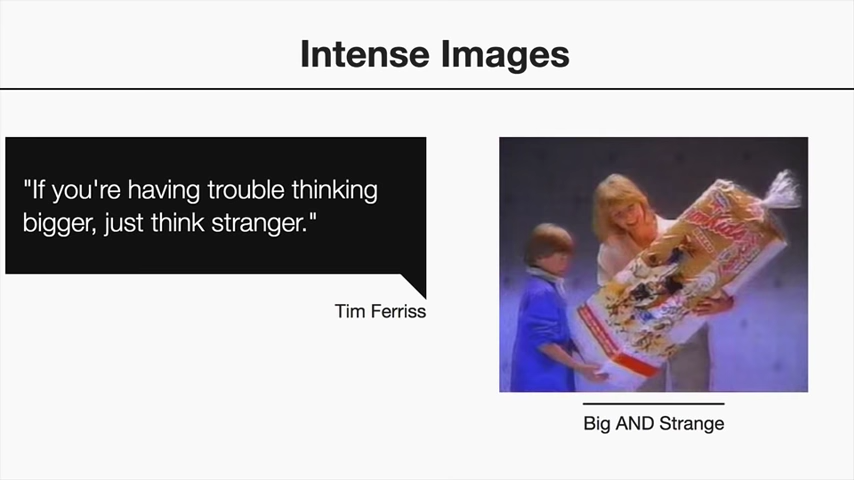 Intense Images
"If you're having trouble thinking
bigger, just think stranger."
Tim Ferriss
Big AND Strange